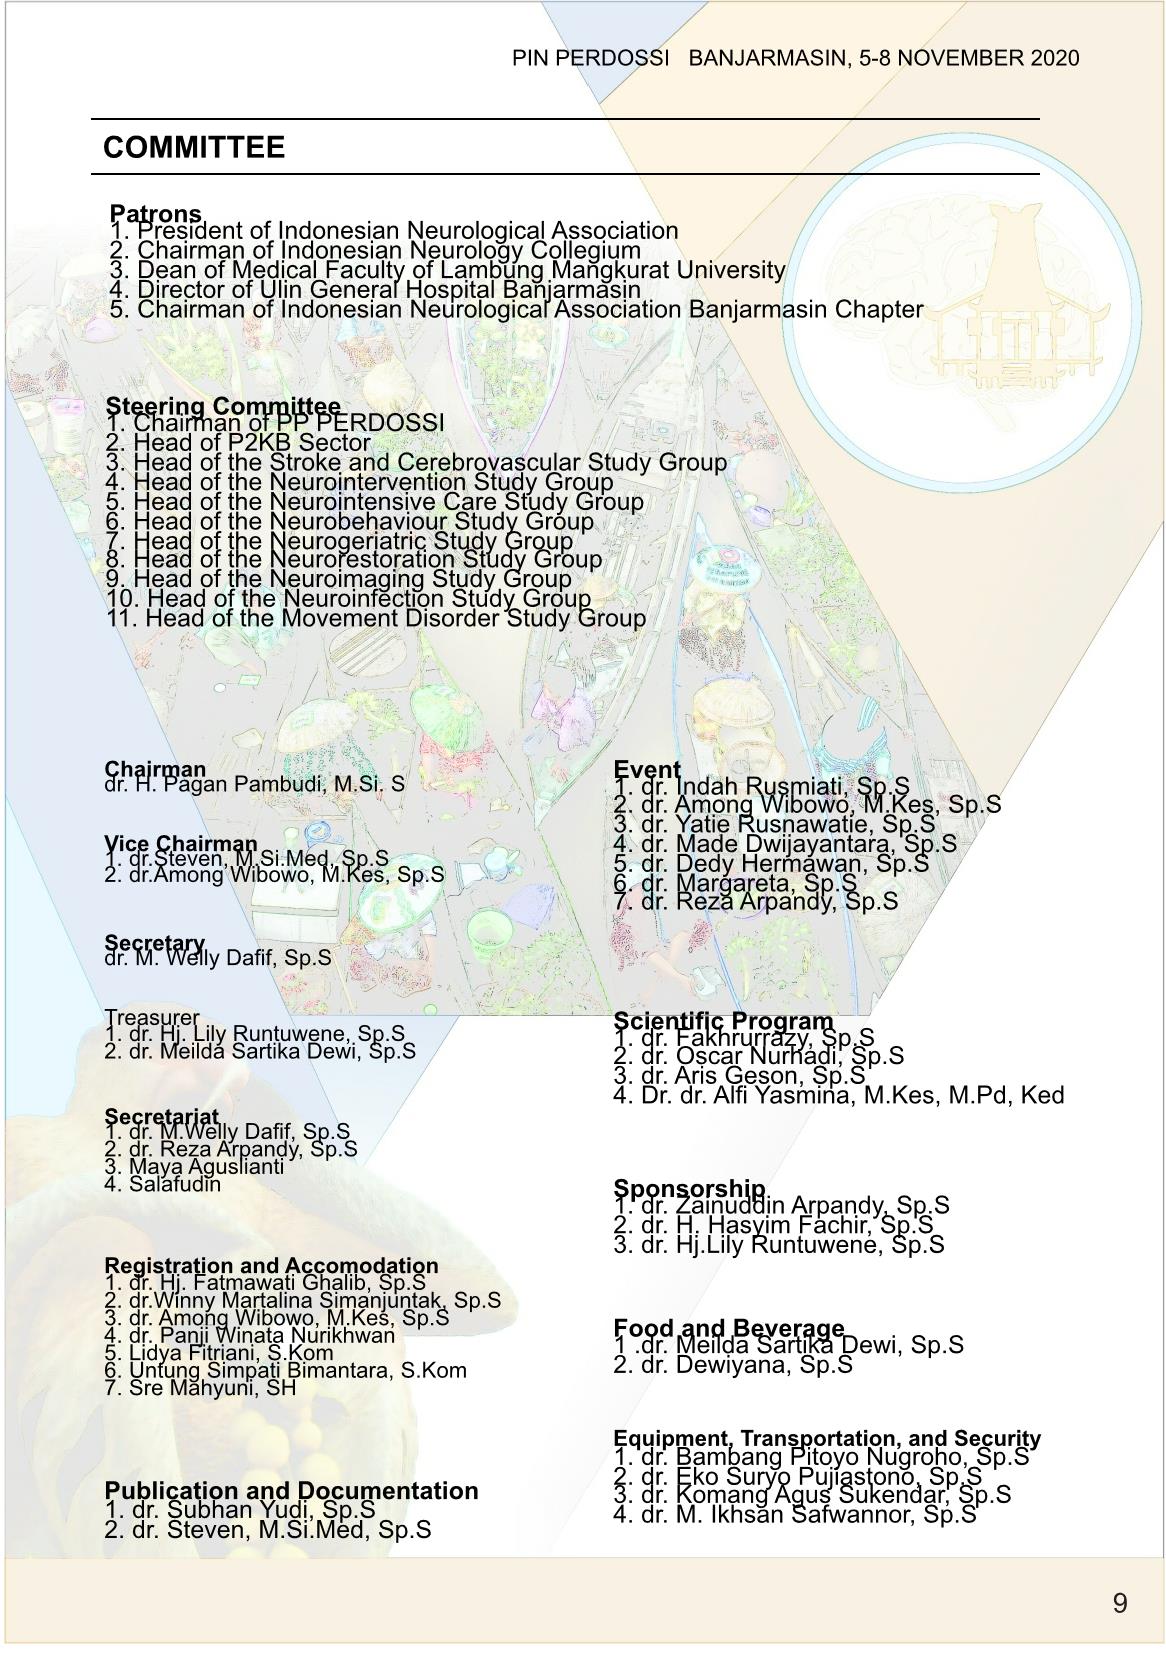 PIN PERDOSSI BANJARMASIN, 5-8 NOVEMBER 2020
COMMITTEE
Patrons
1. President of Indonesian Neurological Association
2. Chairman of Indonesian Neurology Collegium
3. Dean of Medical Faculty of Lambung Mangkurat University
4. Director of Ulin General Hospital Banjarmasin
5. Chairman of Indonesian Neurological Association Banjarmasin Chapter
Steering Committee
1. Chairman of PP PERDOSSI
2. Head of P2KB Sector
3. Head of the Stroke and Cerebrovascular Study Group
4. Head of the Neurointervention Study Group
5. Head of the Neurointensive Care Study Group
6. Head of the Neurobehaviour Study Group
7. Head of the Neurogeriatric Study Group
8. Head of the Neurorestoration Study Group
9. Head of the Neuroimaging Study Group
10. Head of the Neuroinfection Study Group
11. Head of the Movement Disorder Study Group
Chairman
dr. H. Pagan Pambudi, M.Si. S
Vice Chairman
1. dr.Steven, M.Si.Med, Sp.S
2. dr.Among Wibowo, M.Kes, Sp.S
Secretary
dr. M. Welly Dafif, Sp.S
Treasurer
1. dr. Hj. Lily Runtuwene, Sp.S
2. dr. Meilda Sartika Dewi, Sp.S
Secretariat
1. dr. M.Welly Dafif, Sp.S
2. dr. Reza Arpandy, Sp.S
3. Maya Aguslianti
4. Salafudin
Registration and Accomodation
1. dr. Hj. Fatmawati Ghalib, Sp.S
2. dr.Winny Martalina Simanjuntak, Sp.S
3. dr. Among Wibowo, M.Kes, Sp.S
4. dr. Panji Winata Nurikhwan
5. Lidya Fitriani, S.Kom
6. Untung Simpati Bimantara, S.Kom
7. Sre Mahyuni, SH
Publication and Documentation
1. dr. Subhan Yudi, Sp.S
2. dr. Steven, M.Si.Med, Sp.S
Event
1. dr. Indah Rusmiati, Sp.S
2. dr. Among Wibowo, M.Kes, Sp.S
3. dr. Yatie Rusnawatie, Sp.S
4. dr. Made Dwijayantara, Sp.S
5. dr. Dedy Hermawan, Sp.S
6. dr. Margareta, Sp.S
7. dr. Reza Arpandy, Sp.S
Scientific Program
1. dr. Fakhrurrazy, Sp.S
2. dr. Oscar Nurhadi, Sp.S
3. dr. Aris Geson, Sp.S
4. Dr. dr. Alfi Yasmina, M.Kes, M.Pd, Ked
Sponsorship
1. dr. Zainuddin Arpandy, Sp.S
2. dr. H. Hasyim Fachir, Sp.S
3. dr. Hj.Lily Runtuwene, Sp.S
Food and Beverage
1 .dr. Meilda Sartika Dewi, Sp.S
2. dr. Dewiyana, Sp.S
Equipment, Transportation, and Security
1. dr. Bambang Pitoyo Nugroho, Sp.S
2. dr. Eko Suryo Pujiastono, Sp.S
3. dr. Komang Agus Sukendar, Sp.S
4. dr. M. Ikhsan Safwannor, Sp.S
9